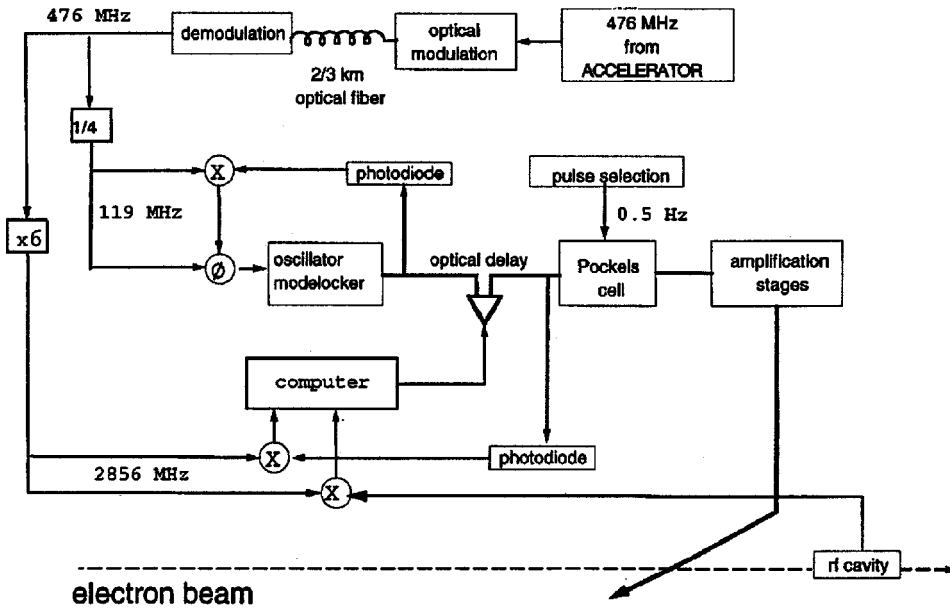 476 MHz
demodulation
optical
modulation
476 MHz
from
ACCELERATOR
2/3 km
optical fiber
1/4
X
photodiode
pulse selection
119 MHz
0.5 Hz
x6
ø
oscillator
modelocker
optical delay
Pockels
cell
amplification
stages
computer
X
photodiode
2856 MHz
X
rf cavity
electron beam